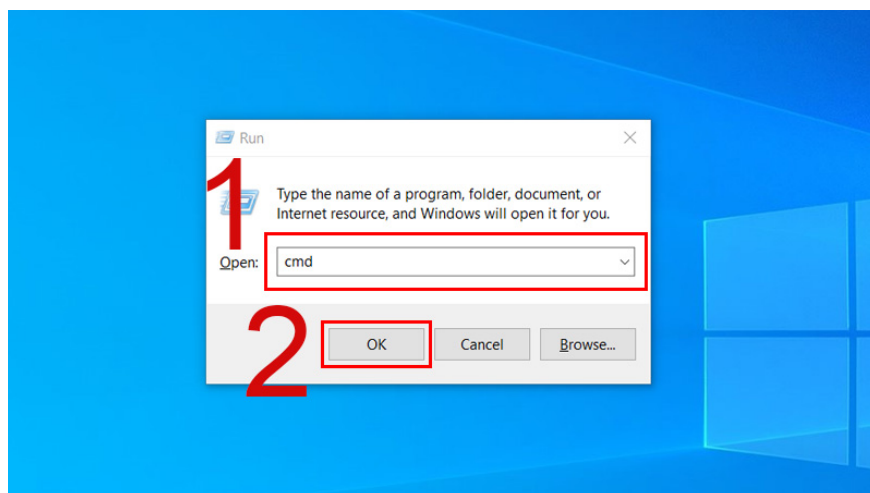 Run
1
Type the name of a program, folder, document, or
Internet resource, and Windows will open it for you.
Open: cmd
2
OK Cancel Browse...